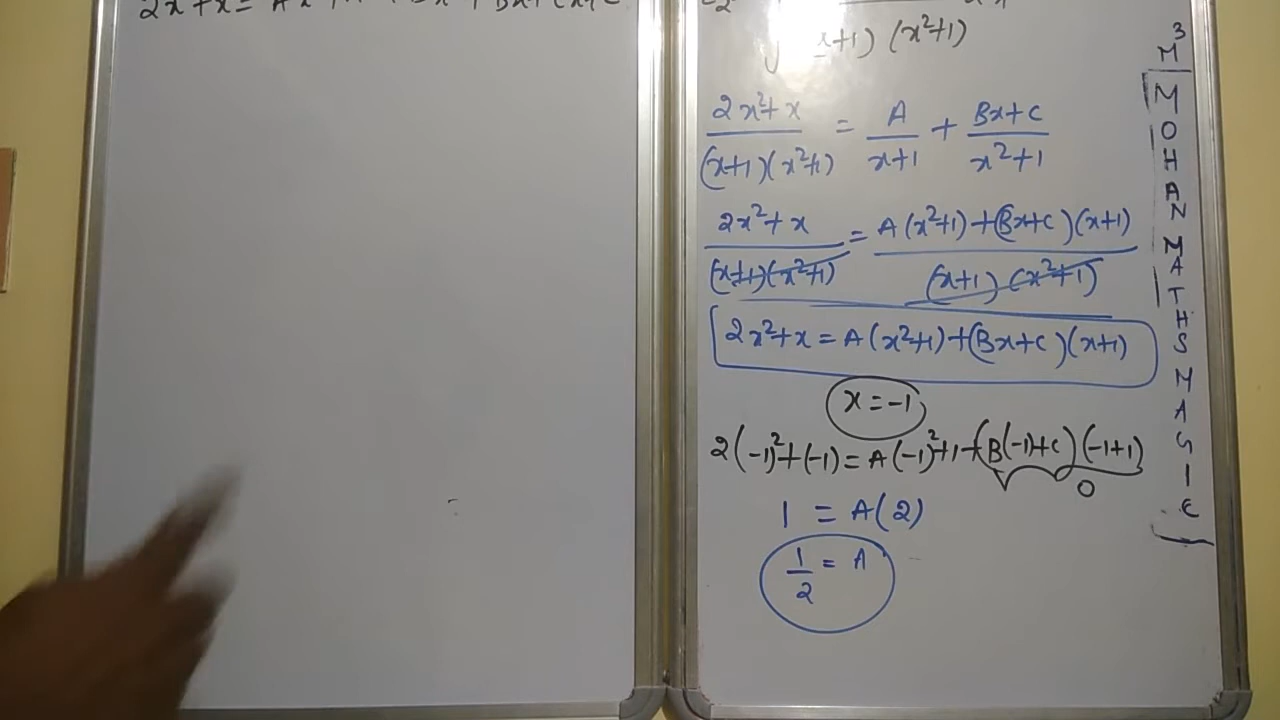 (x²+1)
2x²+x / (x+1)(x²+1) = A / x+1 + Bx+C / x²+1
2x²+x / (x+1)(x²+1) = A(x²+1)+(Bx+C)(x+1) / (x+1)(x²+1)
2x²+x = A(x²+1)+(Bx+C)(x+1)
x=-1
2(-1)²+(-1) = A(-1)²+1+(B(-1)+C)(-1+1)
0
1 = A(2)
1/2 = A
M³
MOHAN MATHS MAGIC